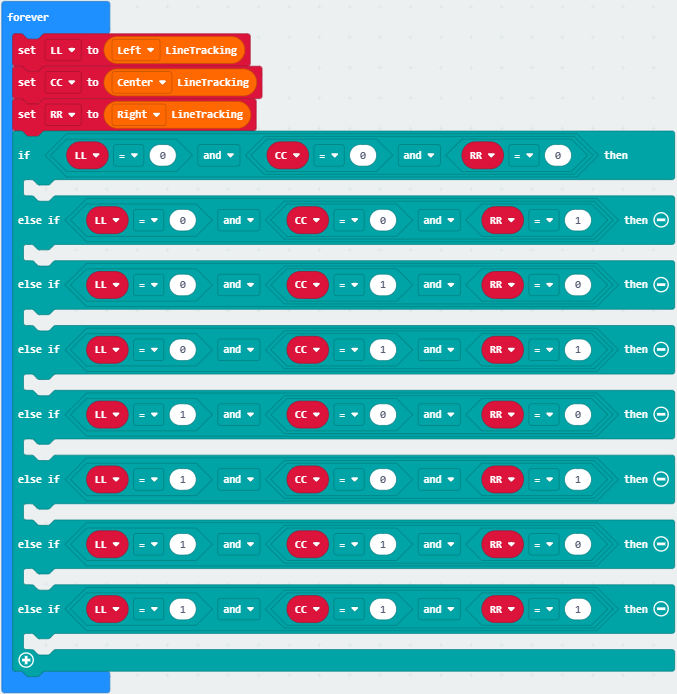 forever
set LL to Left LineTracking
set CC to Center LineTracking
set RR to Right LineTracking
if LL = 0 and CC = 0 and RR = 0 then
else if LL = 0 and CC = 0 and RR = 1 then
else if LL = 0 and CC = 1 and RR = 0 then
else if LL = 0 and CC = 1 and RR = 1 then
else if LL = 1 and CC = 0 and RR = 0 then
else if LL = 1 and CC = 0 and RR = 1 then
else if LL = 1 and CC = 1 and RR = 0 then
else if LL = 1 and CC = 1 and RR = 1 then